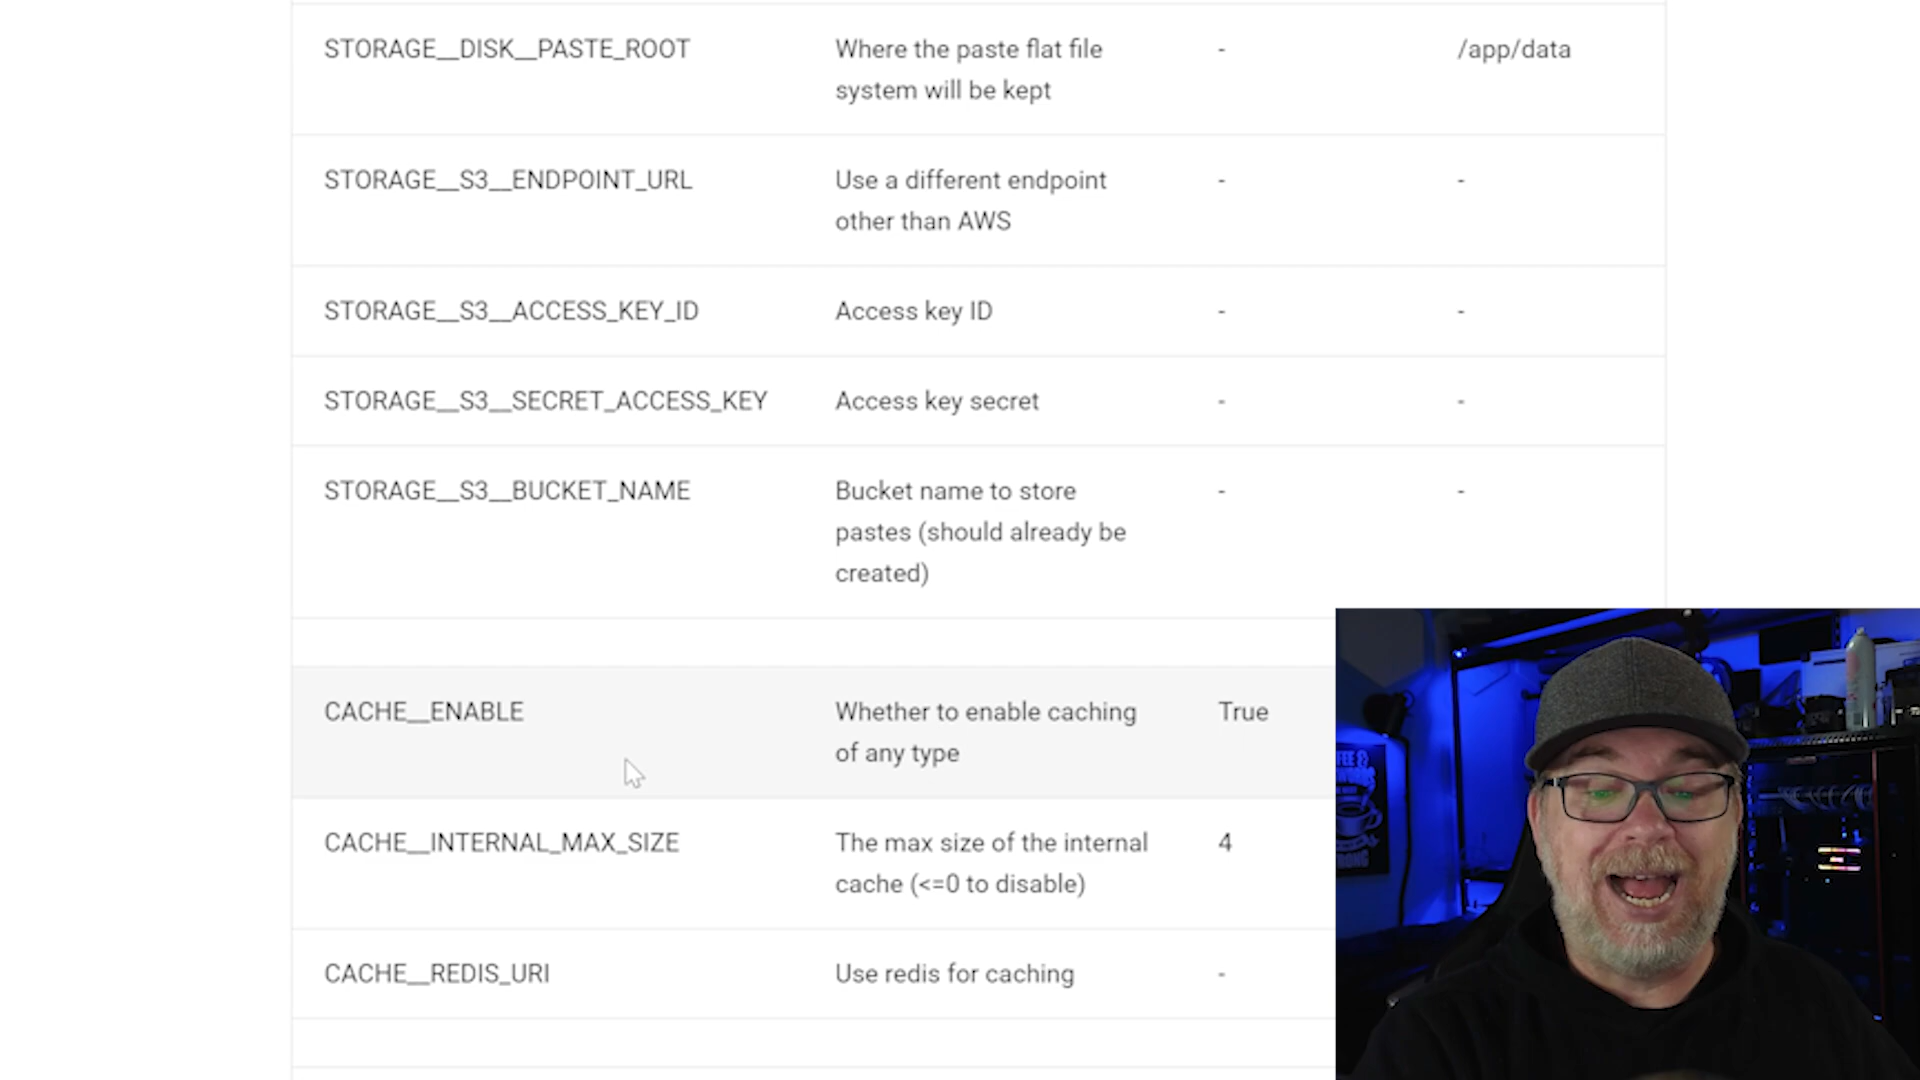 STORAGE__DISK__PASTE_ROOT Where the paste flat file - /app/data
system will be kept
STORAGE__S3__ENDPOINT_URL Use a different endpoint - -
other than AWS
STORAGE__S3__ACCESS_KEY_ID Access key ID - -
STORAGE__S3__SECRET_ACCESS_KEY Access key secret - -
STORAGE__S3__BUCKET_NAME Bucket name to store - -
pastes (should already be
created)
CACHE__ENABLE Whether to enable caching True
of any type
CACHE__INTERNAL_MAX_SIZE The max size of the internal 4
cache (<=0 to disable)
CACHE__REDIS_URI Use redis for caching -